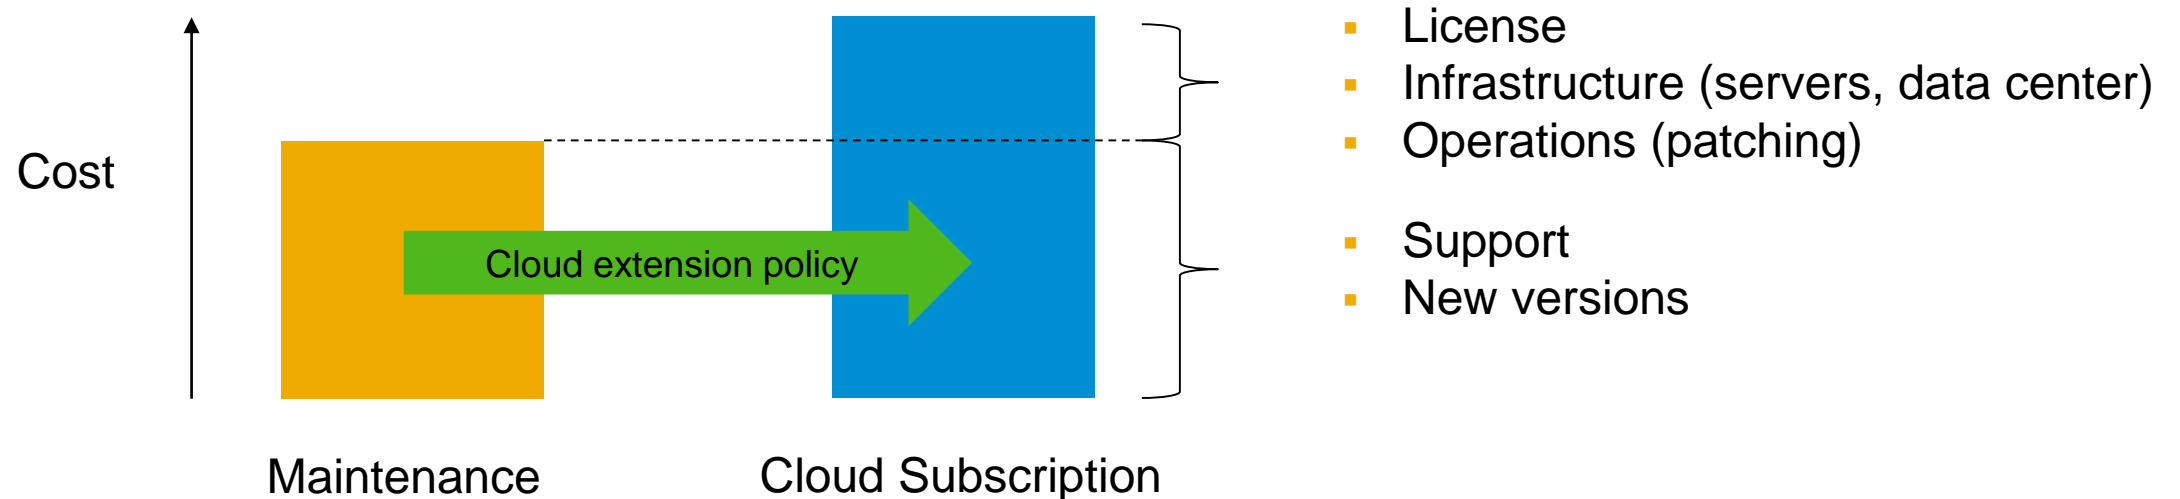 License
Infrastructure (servers, data center)
Operations (patching)
Cost
Support
Cloud extension policy
New versions
Maintenance
Cloud Subscription